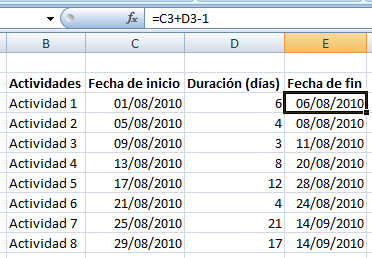 fx =C3+D3-1
B C D E
Actividades Fecha de inicio Duración (días) Fecha de fin
Actividad 1 01/08/2010 6 06/08/2010
Actividad 2 05/08/2010 4 08/08/2010
Actividad 3 09/08/2010 3 11/08/2010
Actividad 4 13/08/2010 8 20/08/2010
Actividad 5 17/08/2010 12 28/08/2010
Actividad 6 21/08/2010 4 24/08/2010
Actividad 7 25/08/2010 21 14/09/2010
Actividad 8 29/08/2010 17 14/09/2010